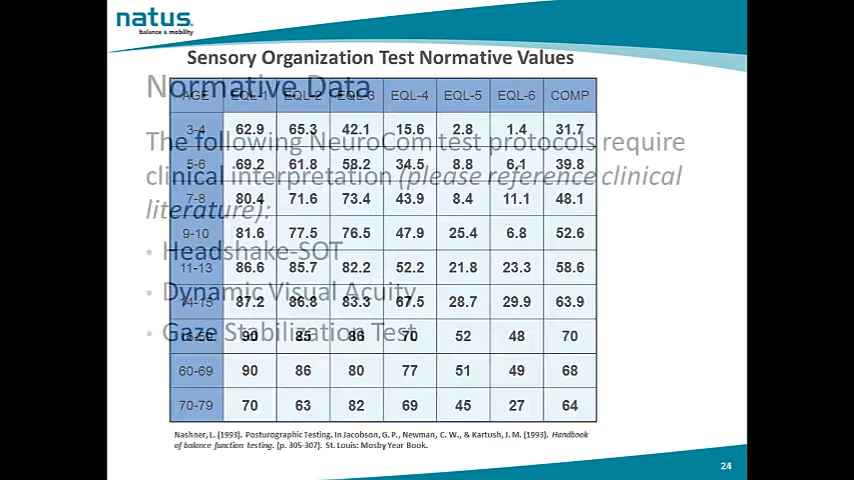 natus.
balance & mobility
Sensory Organization Test Normative Values
Normative Data
AGE EQL-1 EQL-2 EQL-3 EQL-4 EQL-5 EQL-6 COMP
3-4 62.9 65.3 42.1 15.6 2.8 1.4 31.7
The following NeuroCom test protocols require
5-6 69.2 61.8 58.2 34.5 8.8 6.1 39.8
clinical interpretation (please reference clinical
7-8 80.4 71.6 73.4 43.9 8.4 11.1 48.1
literature):
9-10 81.6 77.5 76.5 47.9 25.4 6.8 52.6
• Headshake-SOT
11-13 86.6 85.7 82.2 52.2 21.8 23.3 58.6
• Dynamic Visual Acuity
14-15 87.2 86.8 83.3 67.5 28.7 29.9 63.9
• Gaze Stabilization Test
90 85 86 70 52 48 70
60-69 90 86 80 77 51 49 68
70-79 70 63 82 69 45 27 64
Nashner, L. (1993). Posturographic Testing. In Jacobson, G. P., Newman, C. W., & Kartush, J. M. (1993). Handbook
of balance function testing. (p. 305-307). St. Louis: Mosby Year Book.
24